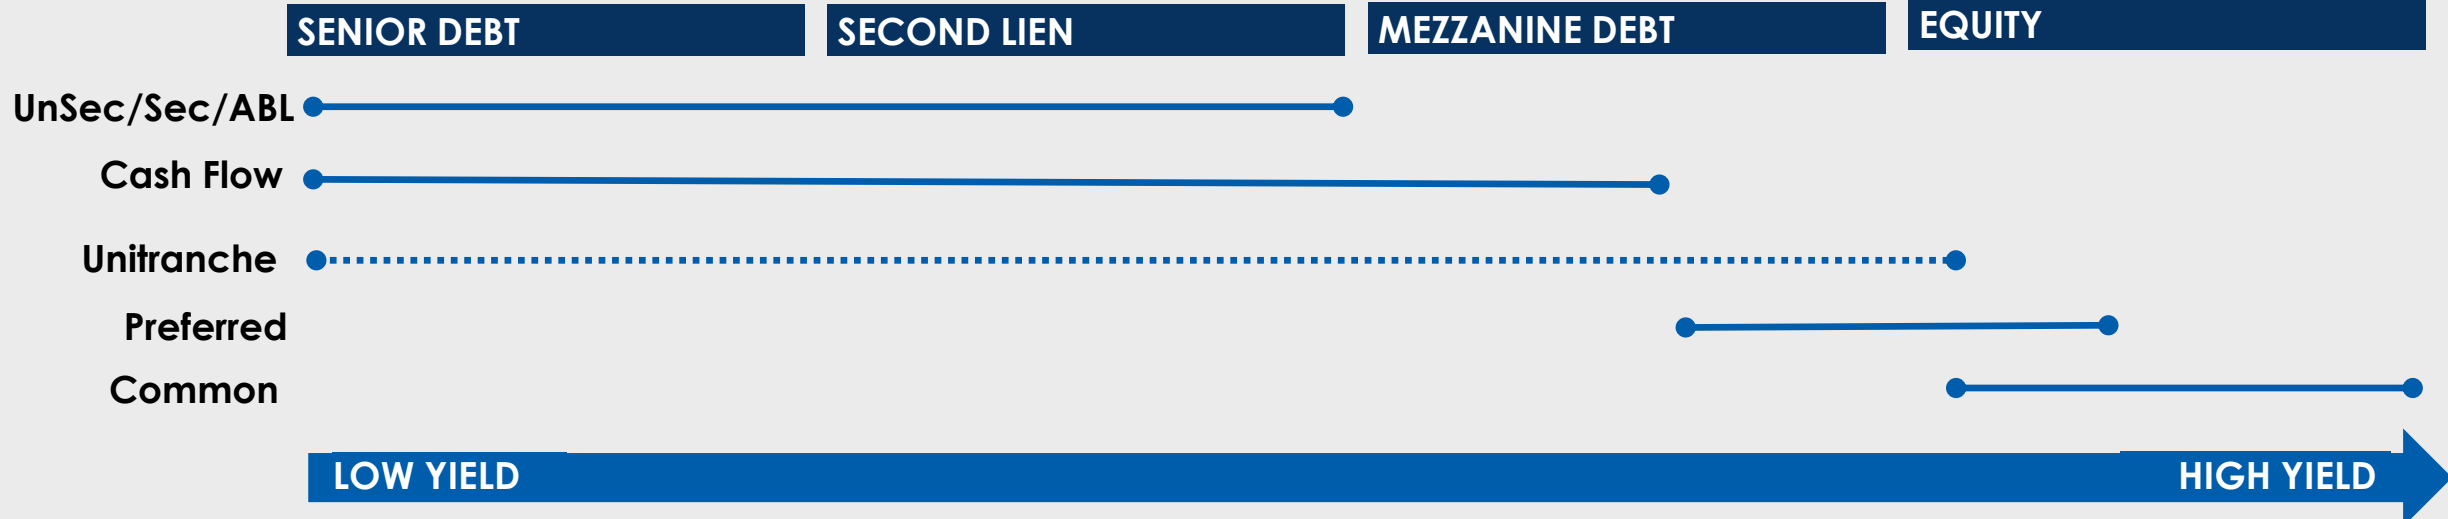 SENIOR DEBT
SECOND LIEN
MEZZANINE DEBT
EQUITY
UnSec/Sec/ABL
Cash Flow
Unitranche
Preferred
Common
LOW YIELD
HIGH YIELD